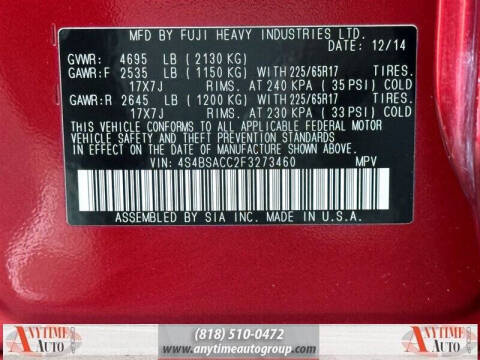 MFD BY FUJI HEAVY INDUSTRIES LTD.
DATE: 12/14
GVWR: 4695 LB (2130 KG)
GAWR:F 2535 LB (1150 KG) WITH 225/65R17 TIRES.
17X7J RIMS. AT 240 KPA (35 PSI) COLD
GAWR:R 2645 LB (1200 KG) WITH 225/65R17 TIRES.
17X7J RIMS. AT 230 KPA (33 PSI) COLD
THIS VEHICLE CONFORMS TO ALL APPLICABLE FEDERAL MOTOR
VEHICLE SAFETY AND THEFT PREVENTION STANDARDS
IN EFFECT ON THE DATE OF MANUFACTURE SHOWN ABOVE.
VIN: 4S4BSACC2F3273460 MPV
ASSEMBLED BY SIA INC. MADE IN U.S.A.
ANYTIME
AUTO
(818) 510-0472
www.anytimeautogroup.com
ANYTIME
AUTO